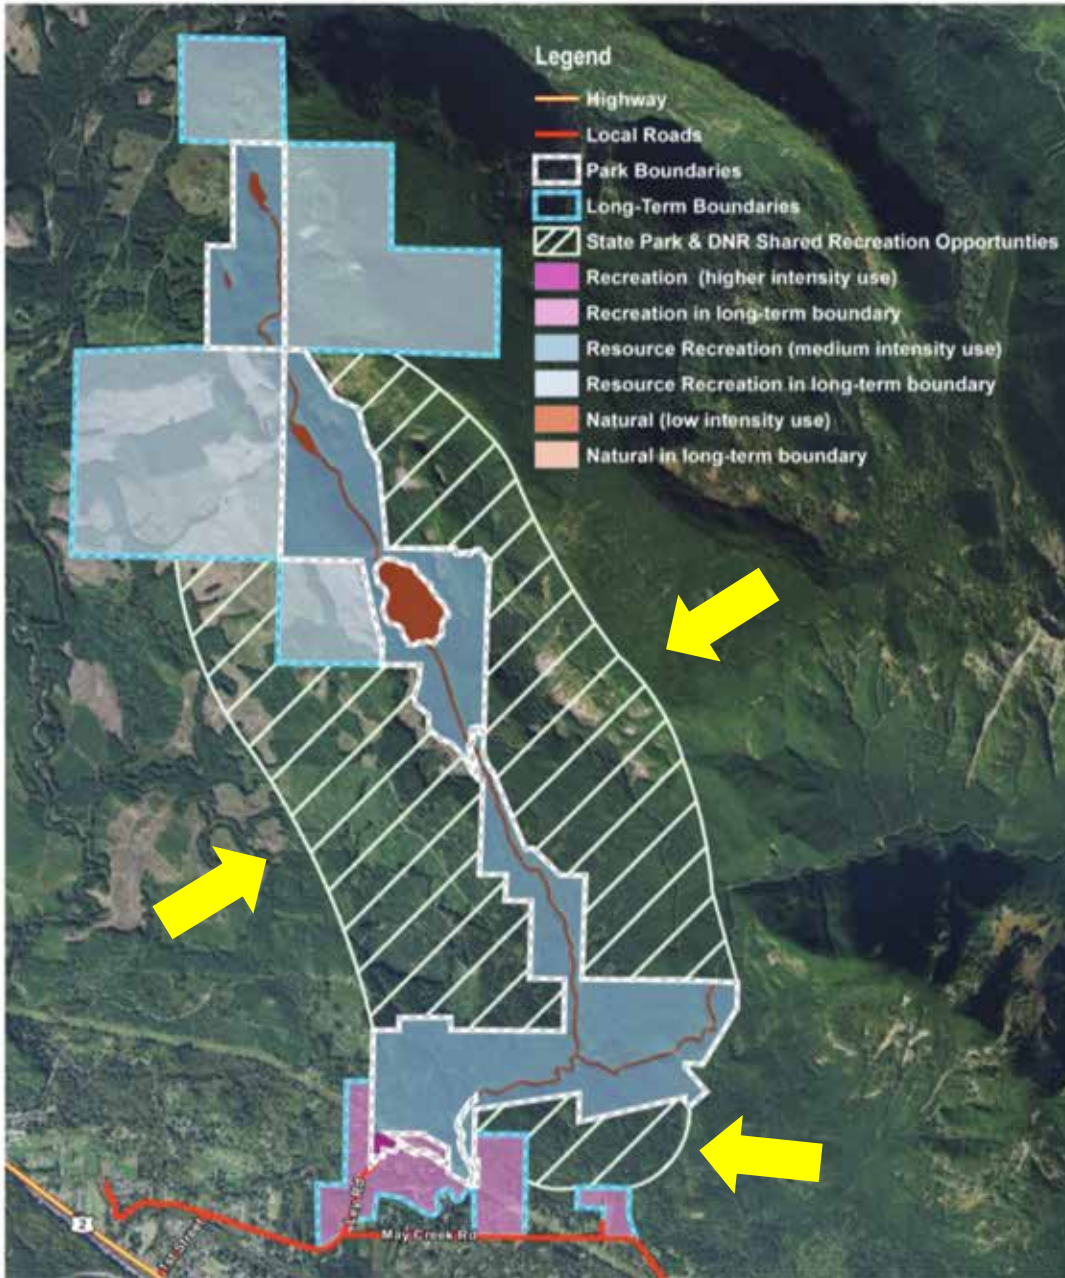 Legend
Highway
Local Roads
Park Boundaries
Long-Term Boundaries
State Park & DNR Shared Recreation Opportunties
Recreation (higher intensity use)
Recreation in long-term boundary
Resource Recreation (medium intensity use)
Resource Recreation in long-term boundary
Natural (low intensity use)
Natural in long-term boundary
2
1st Street
May Creek Rd